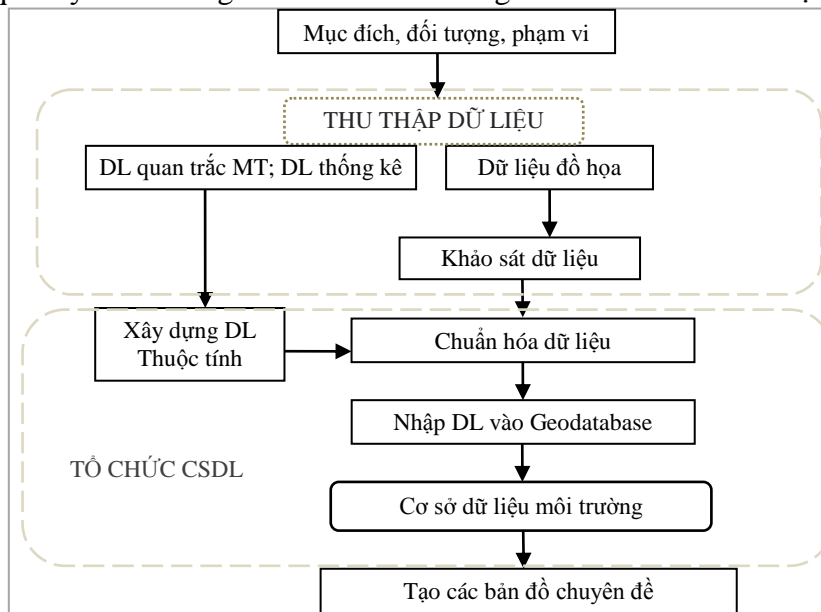 Mục đích, đối tượng, phạm vi
THU THẬP DỮ LIỆU
DL quan trắc MT; DL thống kê
Dữ liệu đồ họa
Khảo sát dữ liệu
Xây dựng DL
Thuộc tính
Chuẩn hóa dữ liệu
Nhập DL vào Geodatabase
TỔ CHỨC CSDL
Cơ sở dữ liệu môi trường
Tạo các bản đồ chuyên đề